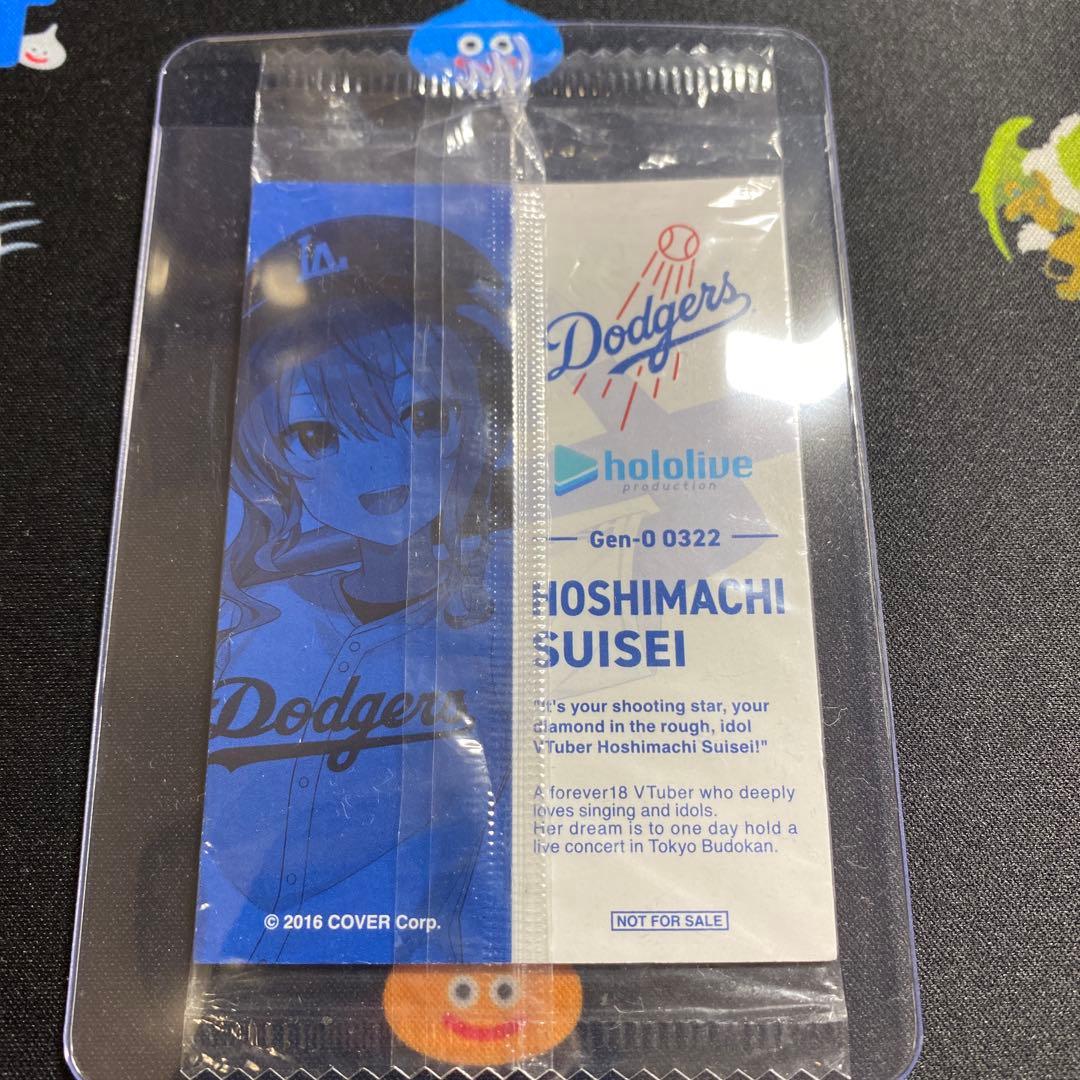 LA
Dodgers
© 2016 COVER Corp.
Dodgers
hololive
production
Gen-0 0322
HOSHIMACHI
SUISEI
"It's your shooting star, your
diamond in the rough, idol
VTuber Hoshimachi Suisei!"
A forever18 VTuber who deeply
loves singing and idols.
Her dream is to one day hold a
live concert in Tokyo Budokan.
NOT FOR SALE